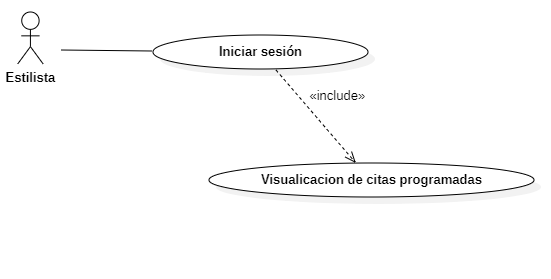 Iniciar sesión
Estilista
«include»
Visualicacion de citas programadas